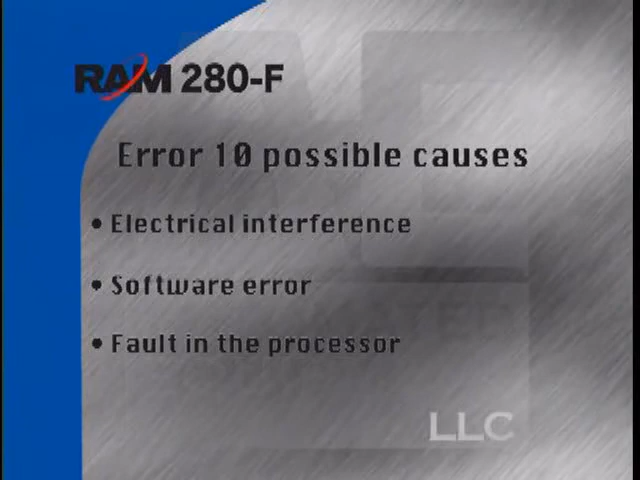 RAM 280-F
Error 10 possible causes
• Electrical interference
• Software error
• Fault in the processor
LLC